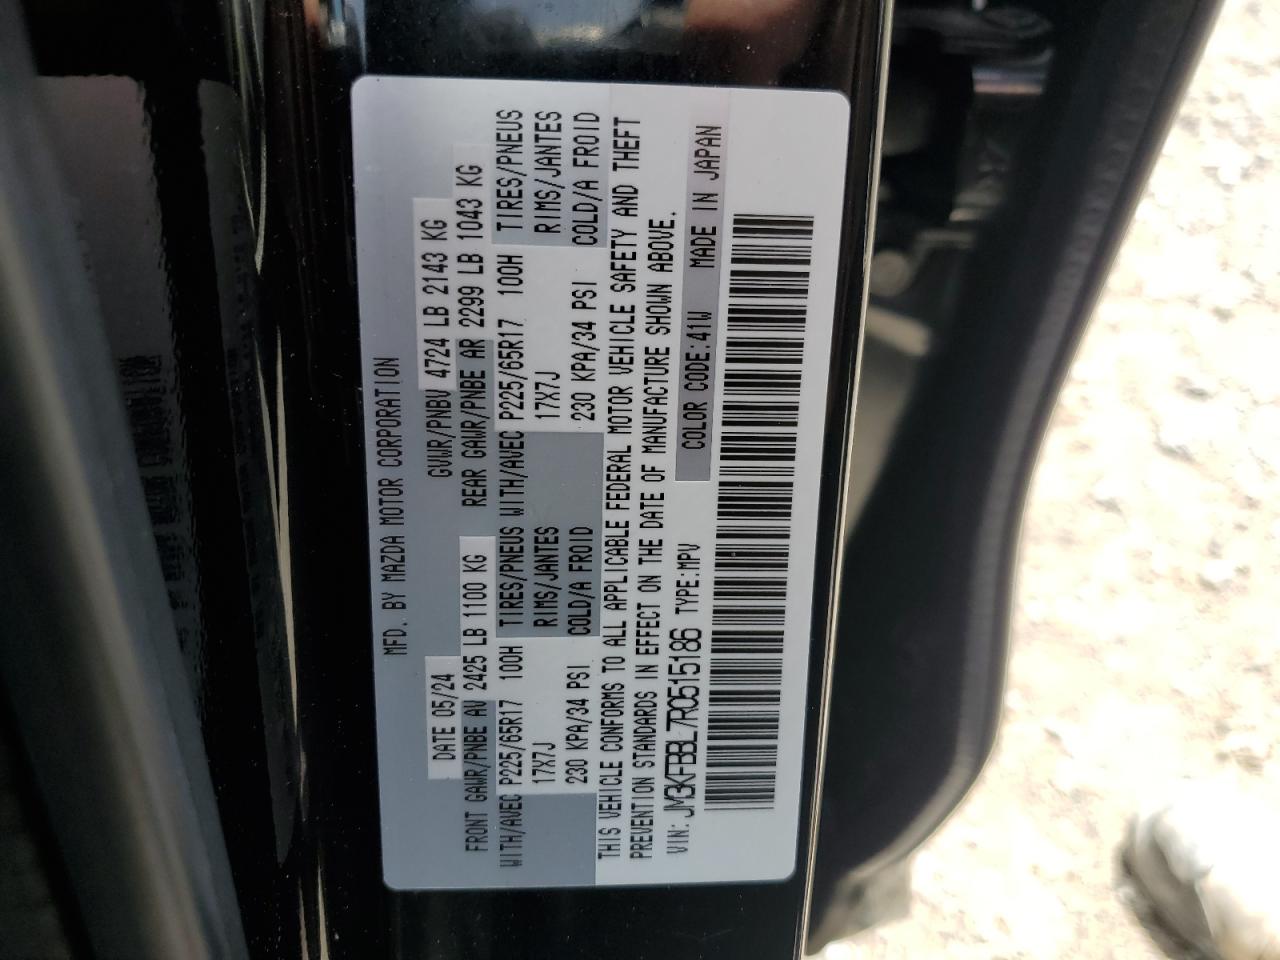 MFD. BY MAZDA MOTOR CORPORATION
DATE 05/24 GVWR/PNBV 4724 LB 2143 KG
FRONT GAWR/PNBE AV 2425 LB 1100 KG REAR GAWR/PNBE AR 2299 LB 1043 KG
WITH/AVEC P225/65R17 100H TIRES/PNEUS WITH/AVEC P225/65R17 100H TIRES/PNEUS
17X7J RIMS/JANTES 17X7J RIMS/JANTES
230 KPA/34 PSI COLD/A FROID 230 KPA/34 PSI COLD/A FROID
THIS VEHICLE CONFORMS TO ALL APPLICABLE FEDERAL MOTOR VEHICLE SAFETY AND THEFT
PREVENTION STANDARDS IN EFFECT ON THE DATE OF MANUFACTURE SHOWN ABOVE.
VIN: JM3KFBBL7R0515186 TYPE:MPV COLOR CODE:41W MADE IN JAPAN